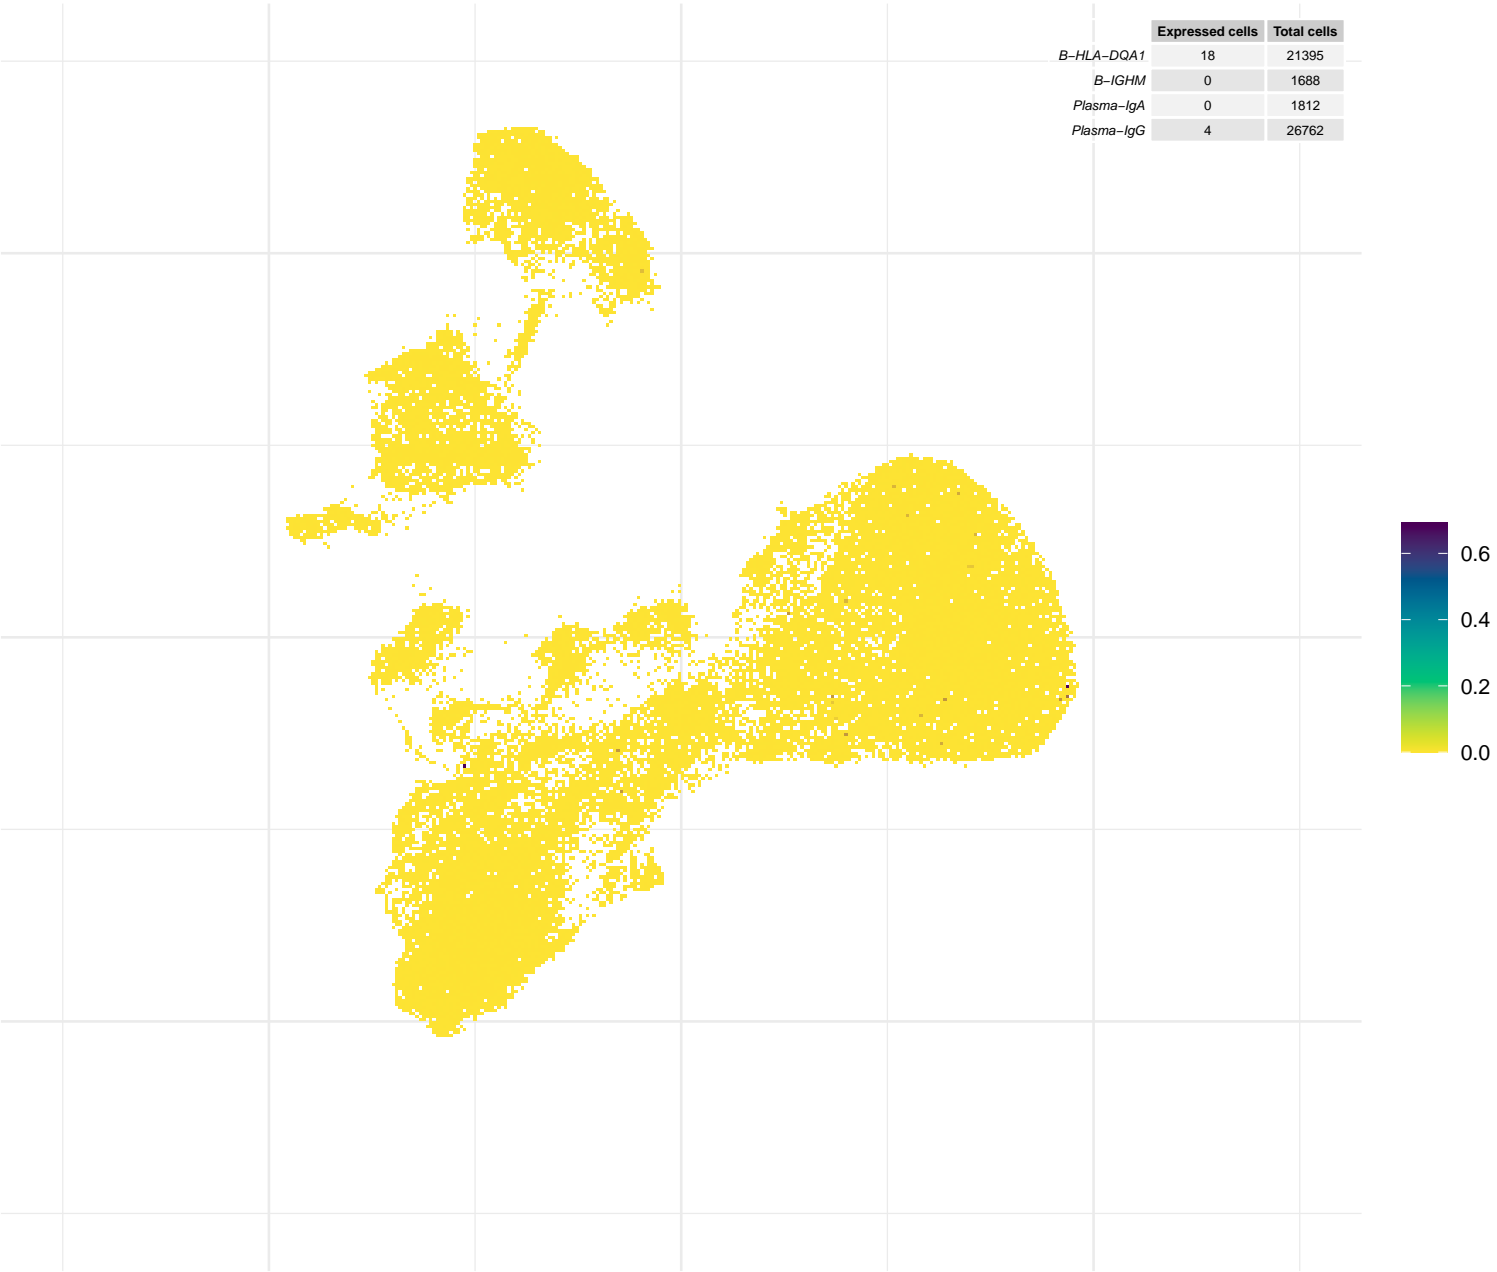 Expressed cells Total cells
B−HLA−DQA1 18 21395
B−IGHM 0 1688
Plasma−IgA 0 1812
Plasma−IgG 4 26762
0.6
0.4
0.2
0.0